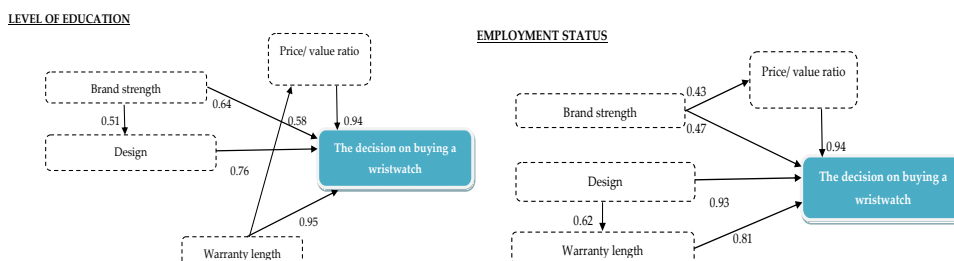 LEVEL OF EDUCATION
Price/ value ratio
Brand strength
0.64
0.51
0.58
0.94
Design
0.76
The decision on buying a
wristwatch
0.95
Warranty length
EMPLOYMENT STATUS
Price/ value ratio
0.43
Brand strength
0.47
0.94
Design
0.93
The decision on buying a
wristwatch
0.62
0.81
Warranty length